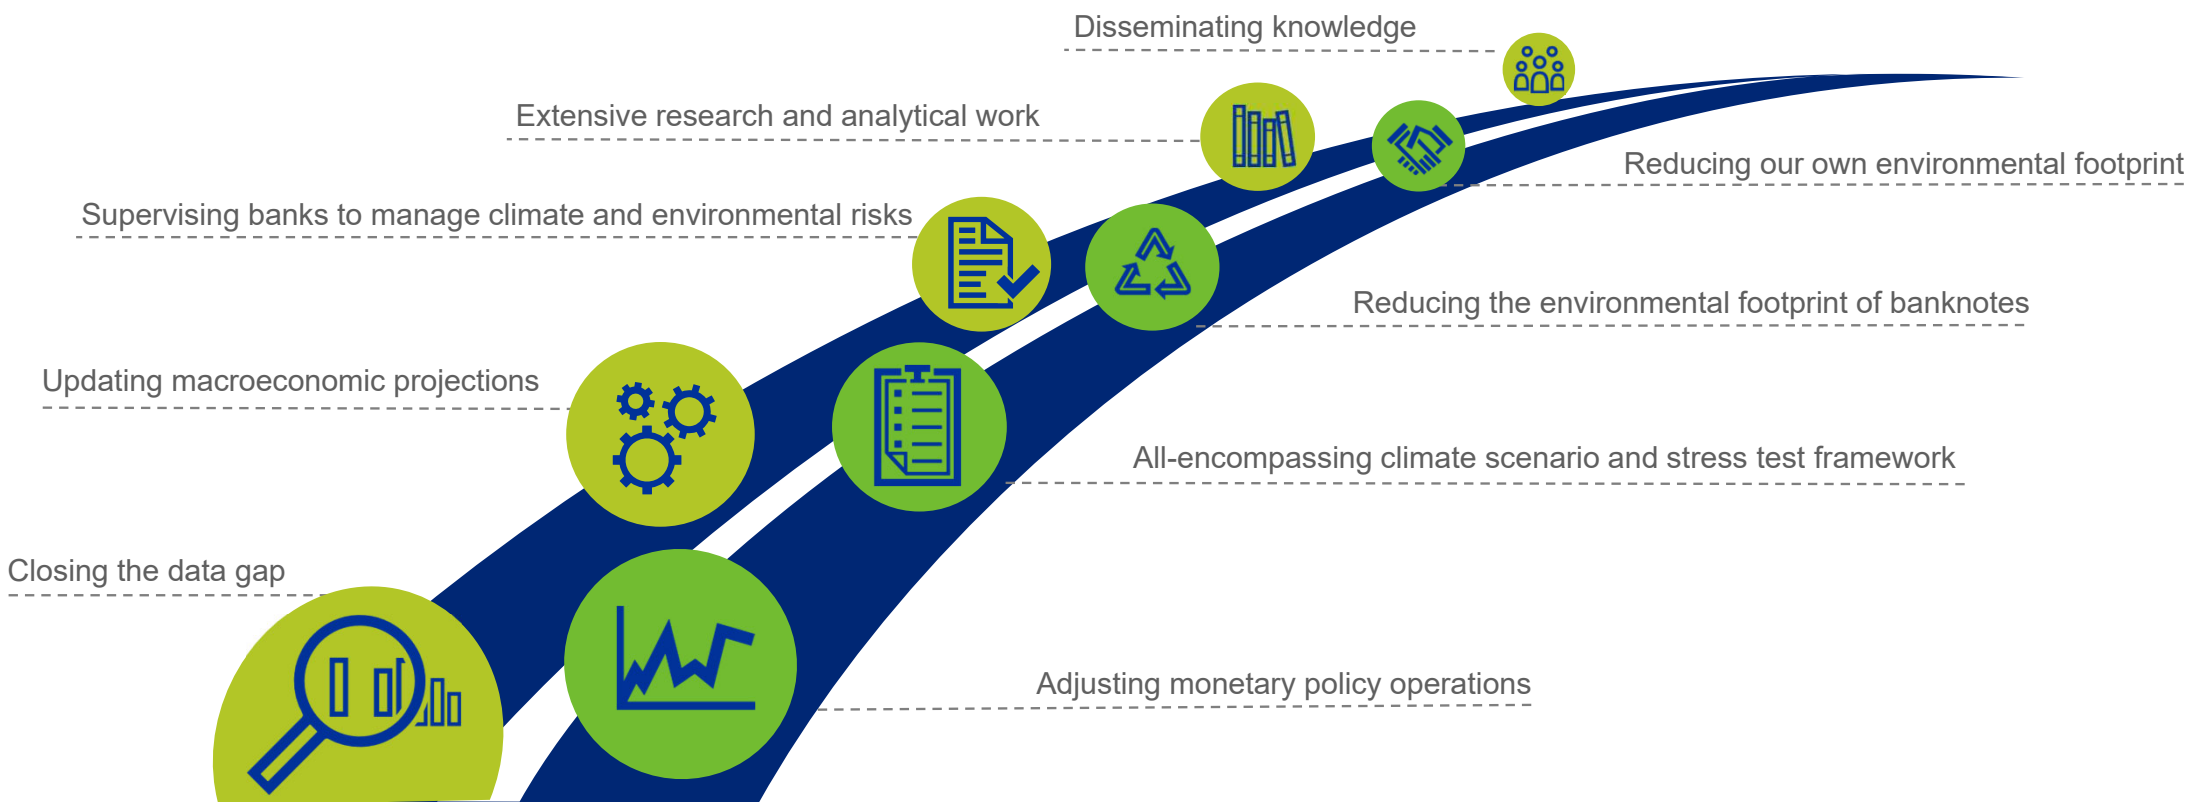 Disseminating knowledge
Extensive research and analytical work
Reducing our own environmental footprint
Supervising banks to manage climate and environmental risks
Reducing the environmental footprint of banknotes
Updating macroeconomic projections
All-encompassing climate scenario and stress test framework
Closing the data gap
Adjusting monetary policy operations